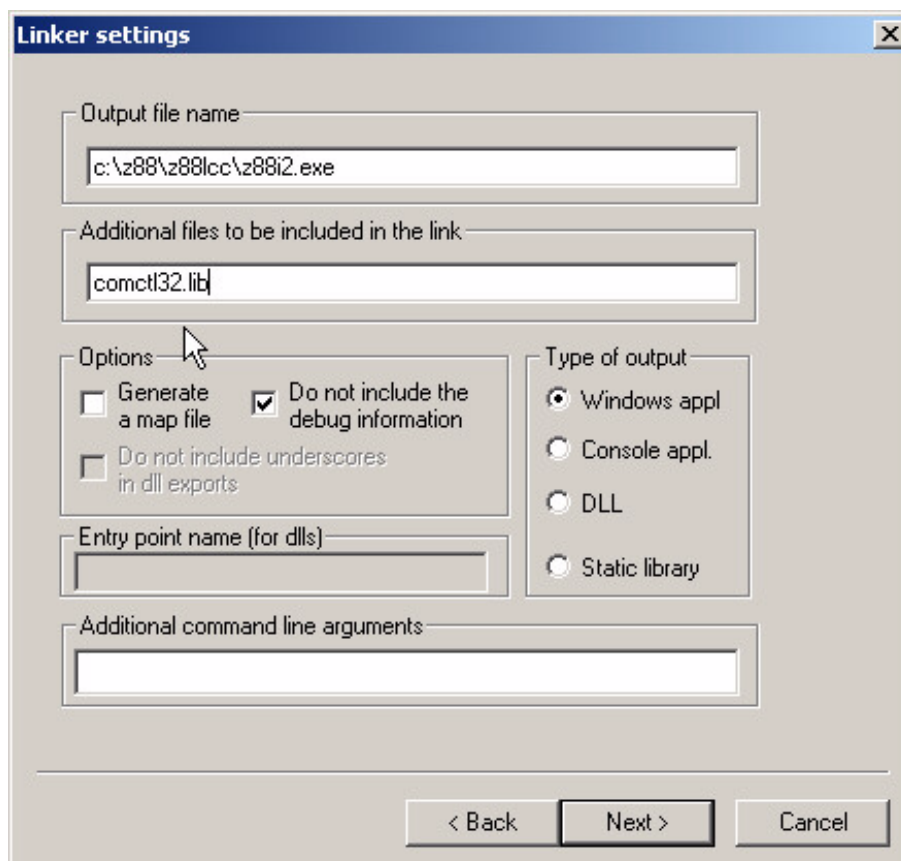 Linker settings
Output file name
c:\z88\z88lcc\z88i2.exe
Additional files to be included in the link
comctl32.lib
Options
Generate
a map file
Do not include the
debug information
Do not include underscores
in dll exports
Type of output
Windows appl
Console appl.
DLL
Static library
Entry point name (for dlls)
Additional command line arguments
< Back
Next >
Cancel